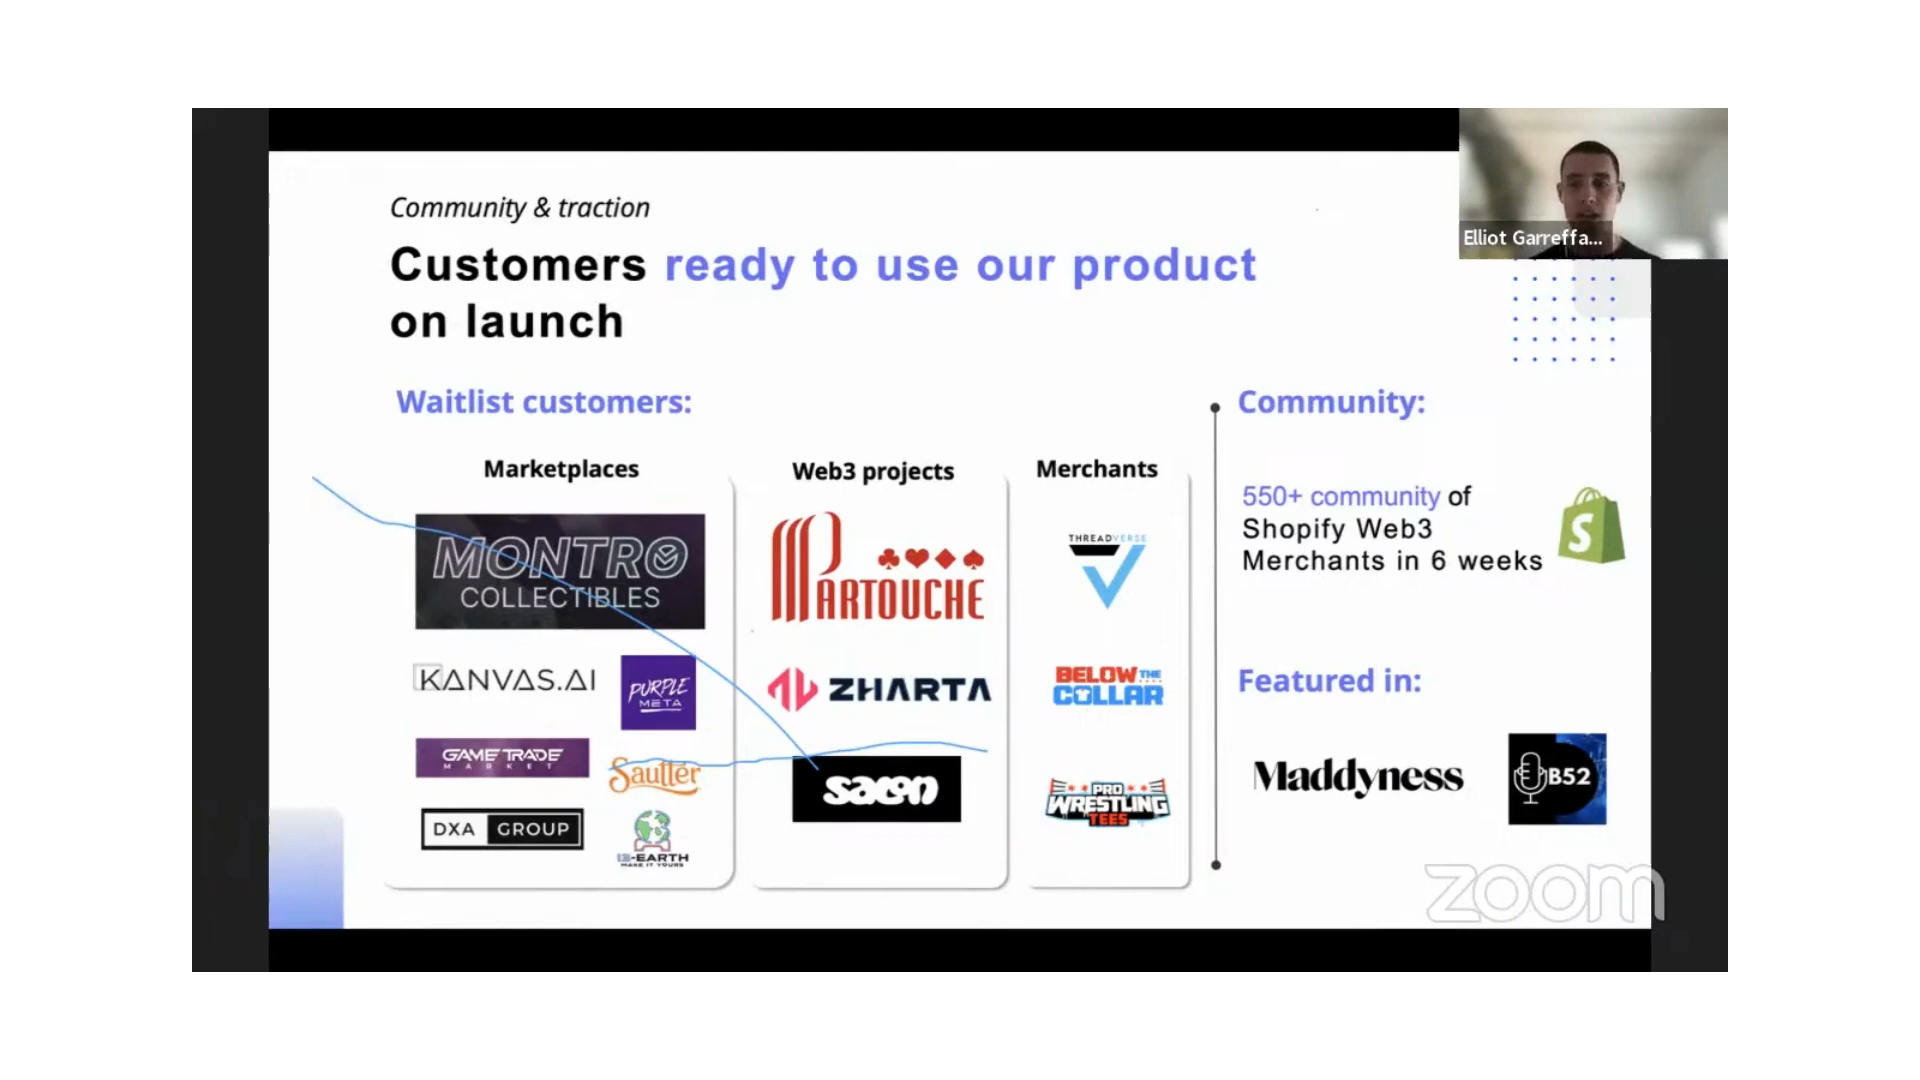 Elliot Garreffa...
Community & traction
Customers ready to use our product
on launch
Waitlist customers:
Marketplaces
MONTRO
COLLECTIBLES
KANVAS.AI
PURPLE
META
GAME TRADE
MARKET
Sautter
DXA GROUP
13-EARTH
MAKE IT YOURS
Web3 projects
PARTOUCHE
ZHARTA
Merchants
THREADVERSE
BELOW THE
COLLAR
PRO
WRESTLING
TEES
Community:
550+ community of
Shopify Web3
Merchants in 6 weeks
S
Featured in:
Maddyness
B52
zoom